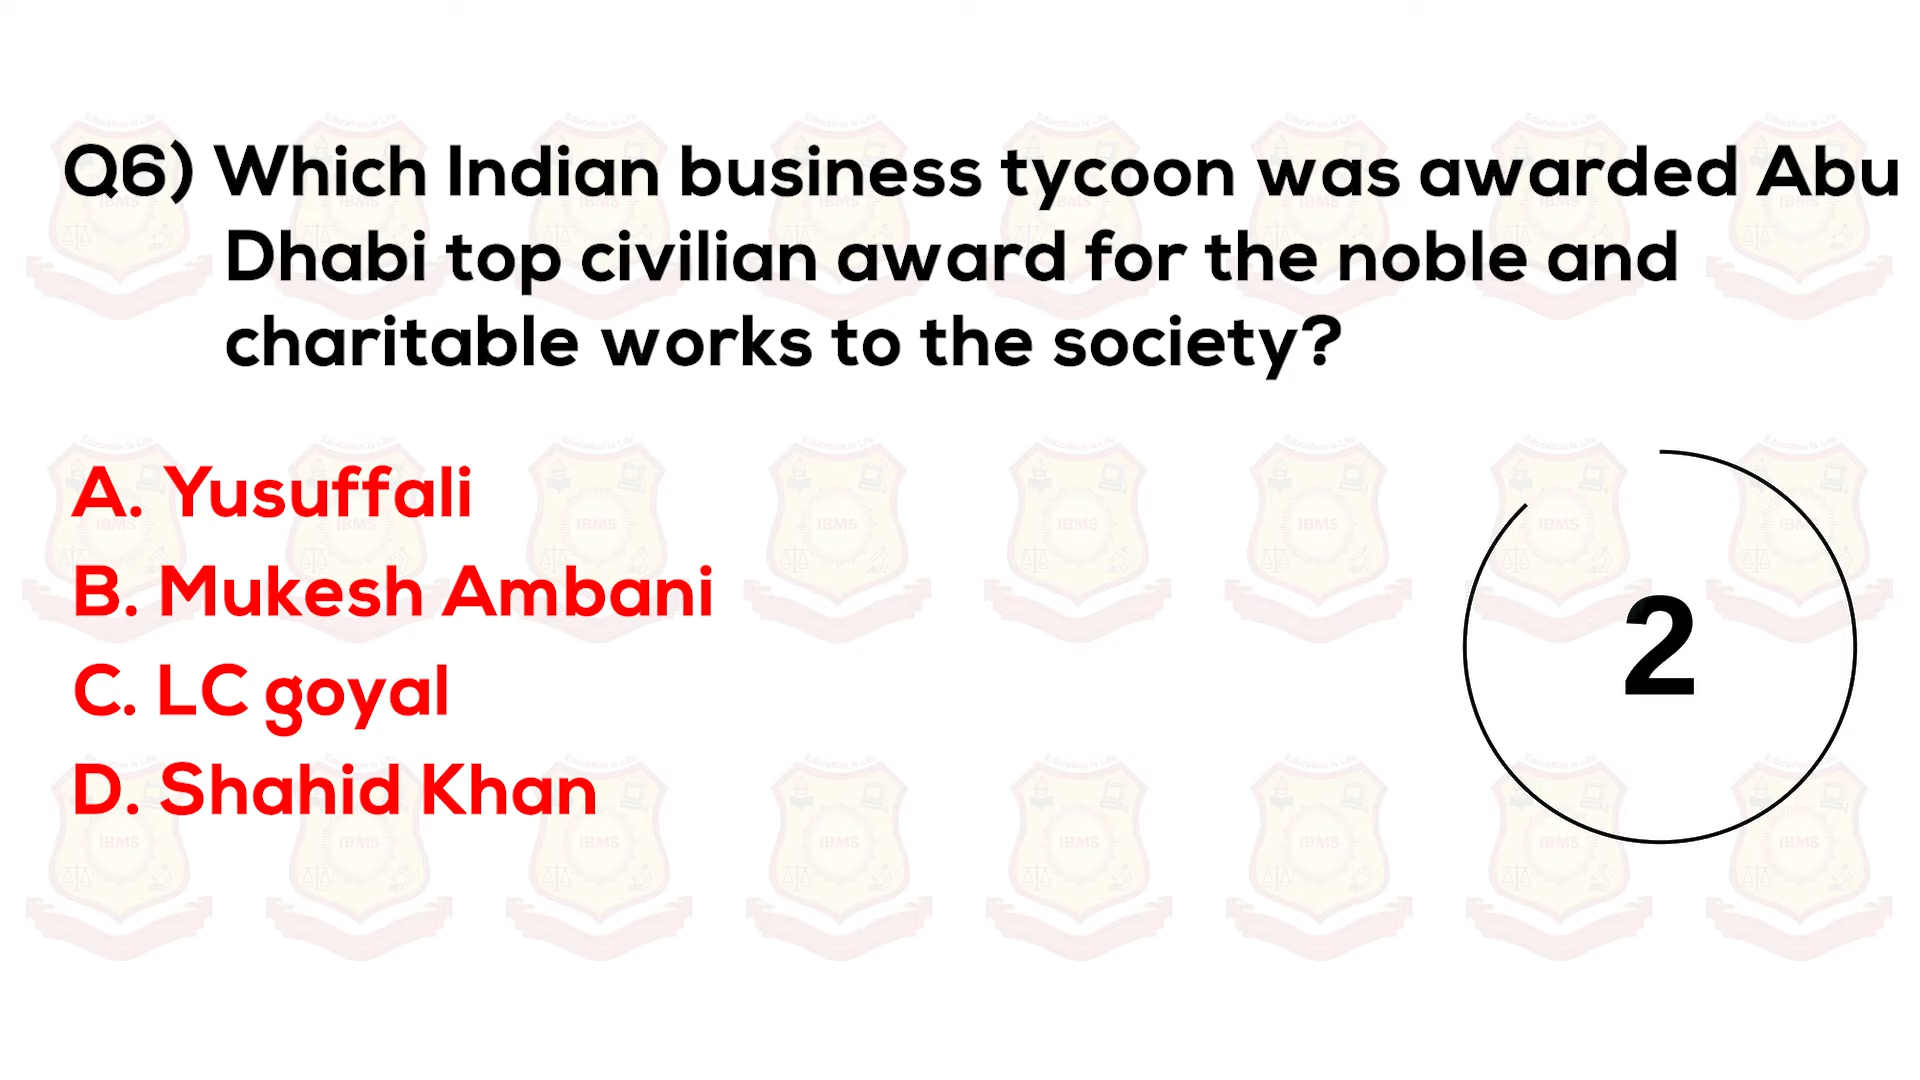 Q6) Which Indian business tycoon was awarded Abu
Dhabi top civilian award for the noble and
charitable works to the society?
A. Yusuffali
B. Mukesh Ambani
C. LC goyal
D. Shahid Khan
2